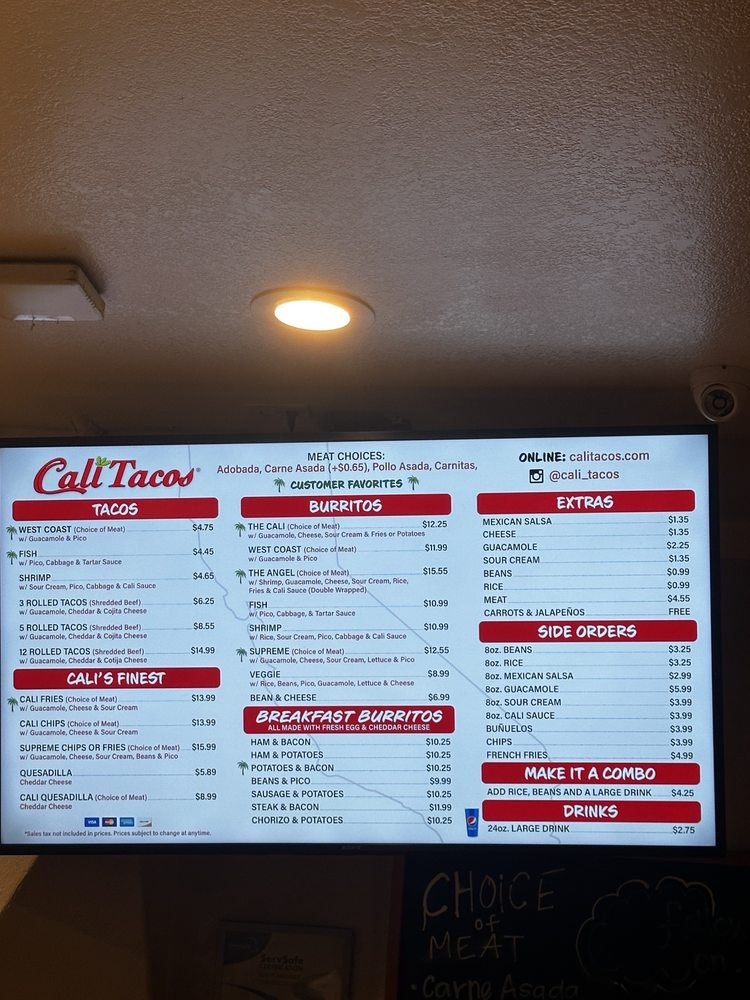 Cali Tacos®
MEAT CHOICES:
Adobada, Carne Asada (+$0.65), Pollo Asada, Carnitas,
CUSTOMER FAVORITES
ONLINE: calitacos.com
@cali_tacos
TACOS
WEST COAST (Choice of Meat) $4.75
w/ Guacamole & Pico
FISH $4.45
w/ Pico, Cabbage & Tartar Sauce
SHRIMP $4.65
w/ Sour Cream, Pico, Cabbage & Cali Sauce
3 ROLLED TACOS (Shredded Beef) $6.25
w/ Guacamole, Cheddar & Cojita Cheese
5 ROLLED TACOS (Shredded Beef) $8.55
w/ Guacamole, Cheddar & Cojita Cheese
12 ROLLED TACOS (Shredded Beef) $14.99
w/ Guacamole, Cheddar & Cotija Cheese
CALI'S FINEST
CALI FRIES (Choice of Meat) $13.99
w/ Guacamole, Cheese & Sour Cream
CALI CHIPS (Choice of Meat) $13.99
w/ Guacamole, Cheese & Sour Cream
SUPREME CHIPS OR FRIES (Choice of Meat) $15.99
w/ Guacamole, Cheese, Sour Cream, Beans & Pico
QUESADILLA $5.89
Cheddar Cheese
CALI QUESADILLA (Choice of Meat) $8.99
Cheddar Cheese
VISA
*Sales tax not included in prices. Prices subject to change at anytime.
BURRITOS
THE CALI (Choice of Meat) $12.25
w/ Guacamole, Cheese, Sour Cream & Fries or Potatoes
WEST COAST (Choice of Meat) $11.99
w/ Guacamole & Pico
THE ANGEL (Choice of Meat) $15.55
w/ Shrimp, Guacamole, Cheese, Sour Cream, Rice,
Fries & Cali Sauce (Double Wrapped)
FISH $10.99
w/ Pico, Cabbage, & Tartar Sauce
SHRIMP $10.99
w/ Rice, Sour Cream, Pico, Cabbage & Cali Sauce
SUPREME (Choice of Meat) $12.55
w/ Guacamole, Cheese, Sour Cream, Lettuce & Pico
VEGGIE $8.99
w/ Rice, Beans, Pico, Guacamole, Lettuce & Cheese
BEAN & CHEESE $6.99
BREAKFAST BURRITOS
ALL MADE WITH FRESH EGG & CHEDDAR CHEESE
HAM & BACON $10.25
HAM & POTATOES $10.25
POTATOES & BACON $10.25
BEANS & PICO $9.99
SAUSAGE & POTATOES $10.25
STEAK & BACON $11.99
CHORIZO & POTATOES $10.25
EXTRAS
MEXICAN SALSA $1.35
CHEESE $1.35
GUACAMOLE $2.25
SOUR CREAM $1.35
BEANS $0.99
RICE $0.99
MEAT $4.55
CARROTS & JALAPEÑOS FREE
SIDE ORDERS
8oz. BEANS $3.25
8oz. RICE $3.25
8oz. MEXICAN SALSA $2.99
8oz. GUACAMOLE $5.99
8oz. SOUR CREAM $3.99
8oz. CALI SAUCE $3.99
BUÑUELOS $3.99
CHIPS $3.99
FRENCH FRIES $4.99
MAKE IT A COMBO
ADD RICE, BEANS AND A LARGE DRINK $4.25
DRINKS
24oz. LARGE DRINK $2.75
SONY
CHOICE
of
MEAT
• Carne Asada
ServSafe
CERTIFICATION